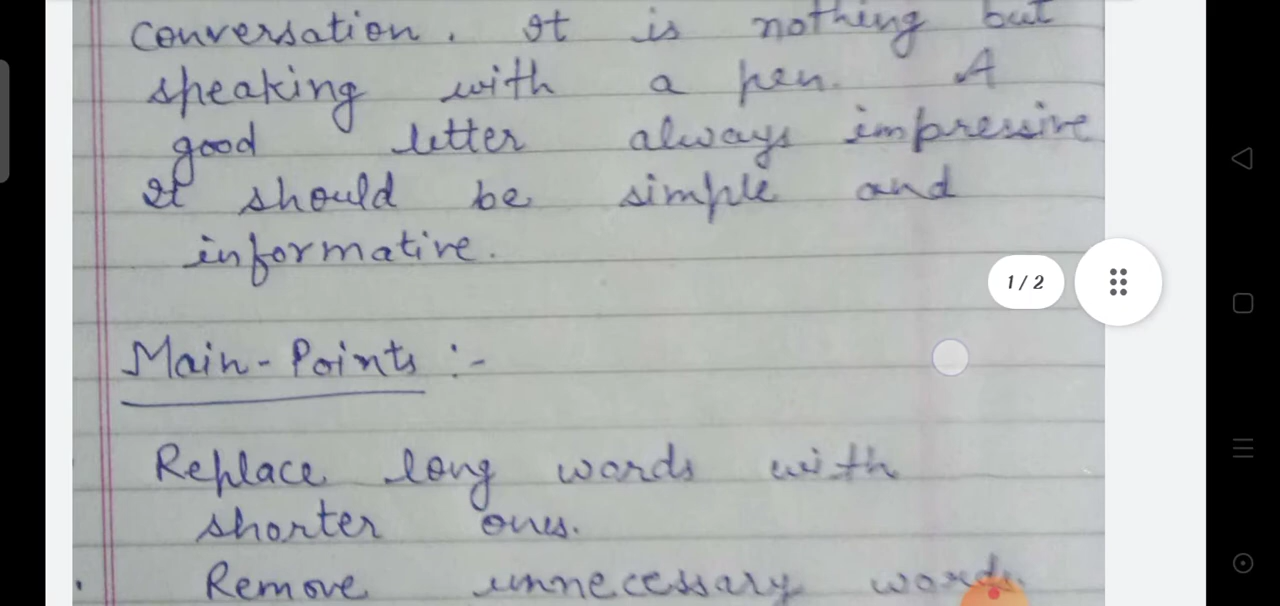 conversation. It is nothing but
speaking with a pen. A
good letter always impressive
It should be simple and
informative.
1/2
Main-Points :-
Replace long words with
shorter ones.
Remove unnecessary words.